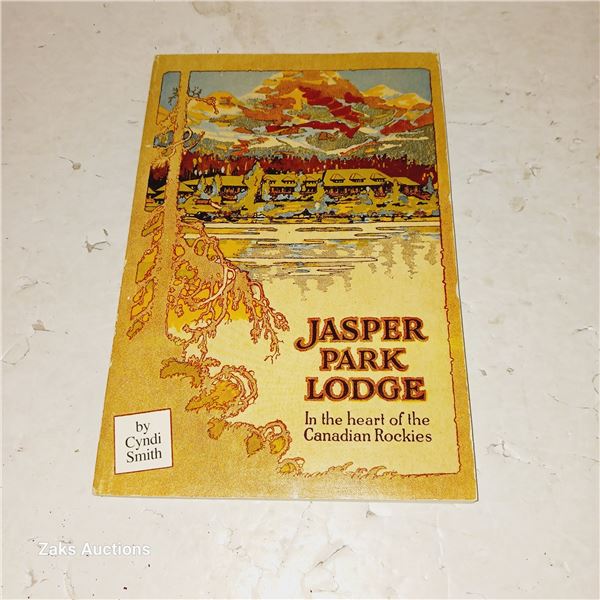 JASPER
PARK
LODGE
In the heart of the
Canadian Rockies
by
Cyndi
Smith
Zaks Auctions